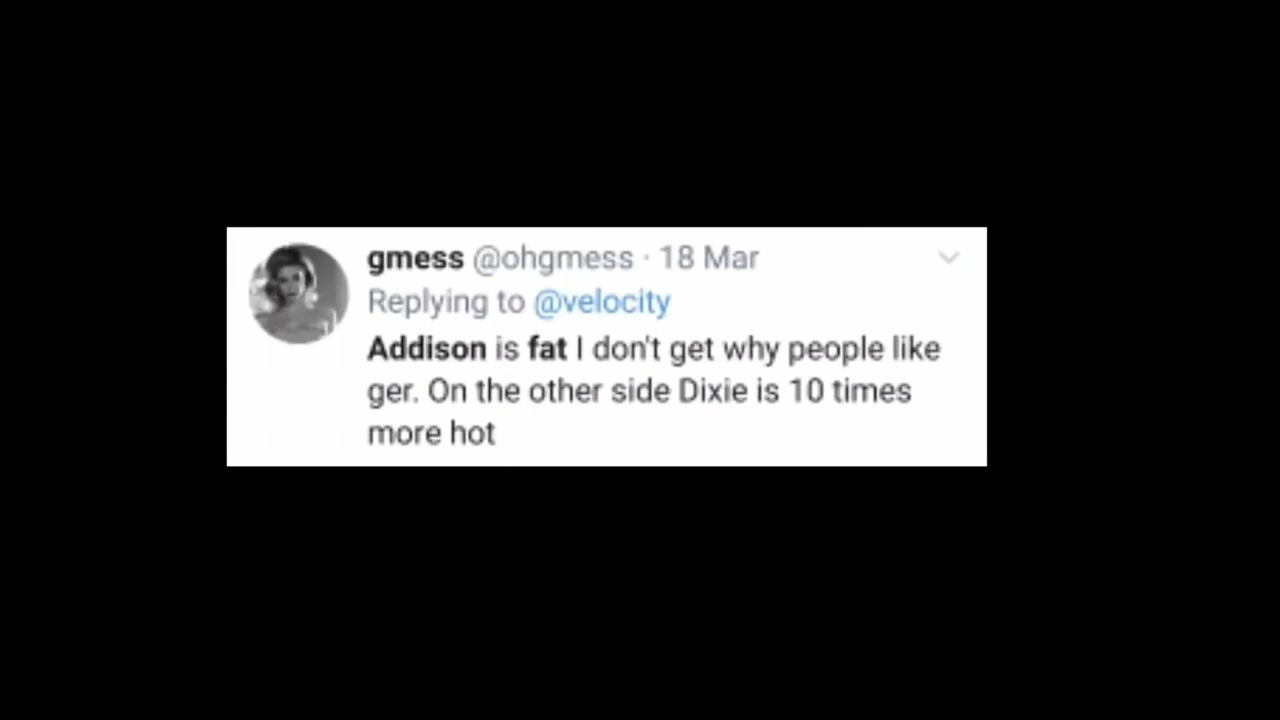 gmess @ohgmess · 18 Mar
Replying to @velocity
Addison is fat I don't get why people like
ger. On the other side Dixie is 10 times
more hot